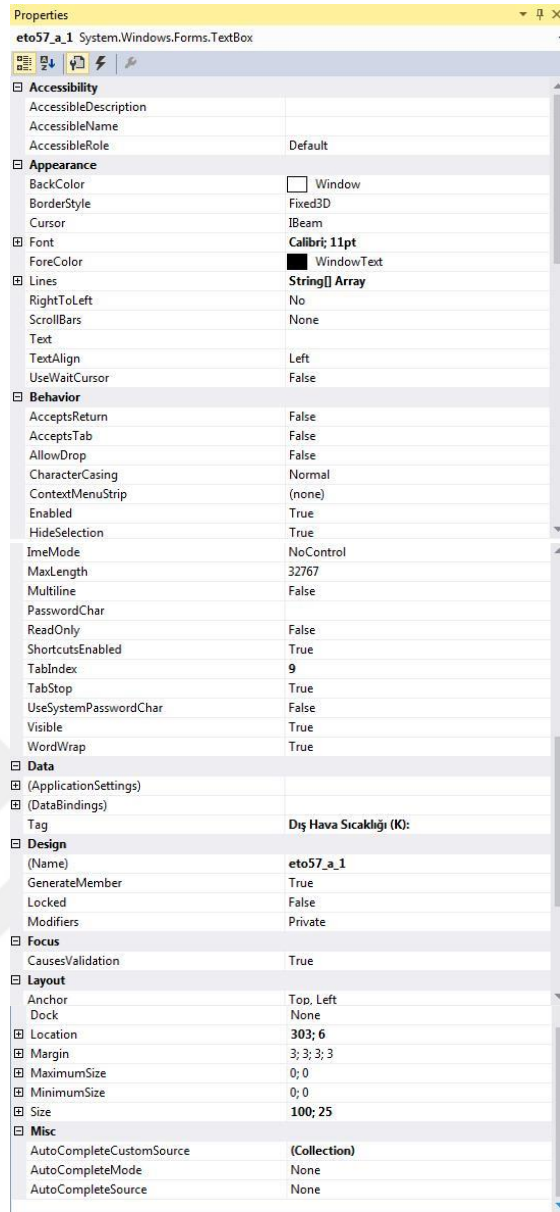 Properties
eto57_a_1 System.Windows.Forms.TextBox
Accessibility
AccessibleDescription
AccessibleName
AccessibleRole Default
Appearance
BackColor Window
BorderStyle Fixed3D
Cursor IBeam
Font Calibri; 11pt
ForeColor WindowText
Lines String[] Array
RightToLeft No
ScrollBars None
Text
TextAlign Left
UseWaitCursor False
Behavior
AcceptsReturn False
AcceptsTab False
AllowDrop False
CharacterCasing Normal
ContextMenuStrip (none)
Enabled True
HideSelection True
ImeMode NoControl
MaxLength 32767
Multiline False
PasswordChar
ReadOnly False
ShortcutsEnabled True
TabIndex 9
TabStop True
UseSystemPasswordChar False
Visible True
WordWrap True
Data
(ApplicationSettings)
(DataBindings)
Tag Dış Hava Sıcaklığı (K):
Design
(Name) eto57_a_1
GenerateMember True
Locked False
Modifiers Private
Focus
CausesValidation True
Layout
Anchor Top, Left
Dock None
Location 303; 6
Margin 3; 3; 3; 3
MaximumSize 0; 0
MinimumSize 0; 0
Size 100; 25
Misc
AutoCompleteCustomSource (Collection)
AutoCompleteMode None
AutoCompleteSource None